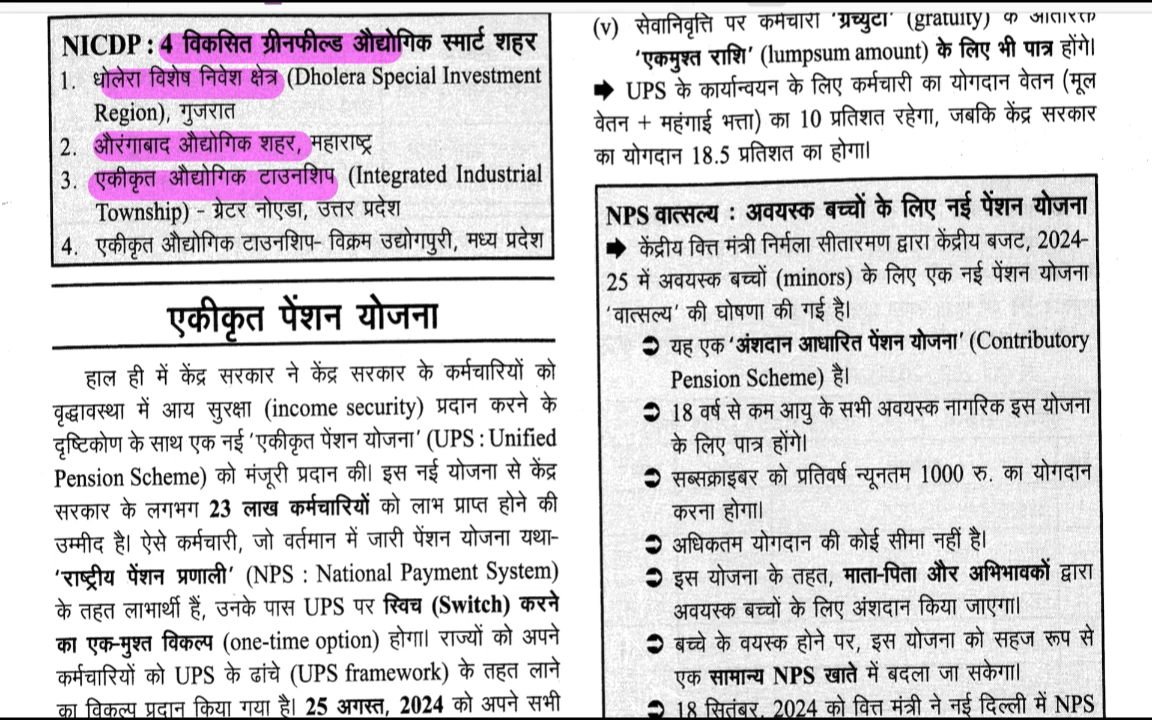 NICDP : 4 विकसित ग्रीनफील्ड औद्योगिक स्मार्ट शहर
1. धोलेरा विशेष निवेश क्षेत्र (Dholera Special Investment
Region), गुजरात
2. औरंगाबाद औद्योगिक शहर, महाराष्ट्र
3. एकीकृत औद्योगिक टाउनशिप (Integrated Industrial
Township) - ग्रेटर नोएडा, उत्तर प्रदेश
4. एकीकृत औद्योगिक टाउनशिप- विक्रम उद्योगपुरी, मध्य प्रदेश
एकीकृत पेंशन योजना
हाल ही में केंद्र सरकार ने केंद्र सरकार के कर्मचारियों को
वृद्धावस्था में आय सुरक्षा (income security) प्रदान करने के
दृष्टिकोण के साथ एक नई 'एकीकृत पेंशन योजना' (UPS : Unified
Pension Scheme) को मंजूरी प्रदान की। इस नई योजना से केंद्र
सरकार के लगभग 23 लाख कर्मचारियों को लाभ प्राप्त होने की
उम्मीद है। ऐसे कर्मचारी, जो वर्तमान में जारी पेंशन योजना यथा-
'राष्ट्रीय पेंशन प्रणाली' (NPS : National Payment System)
के तहत लाभार्थी हैं, उनके पास UPS पर स्विच (Switch) करने
का एक-मुश्त विकल्प (one-time option) होगा। राज्यों को अपने
कर्मचारियों को UPS के ढांचे (UPS framework) के तहत लाने
का विकल्प प्रदान किया गया है। 25 अगस्त, 2024 को अपने सभी
(v) सेवानिवृत्ति पर कर्मचारी 'ग्रेच्युटी' (gratuity) के अतिरिक्त
'एकमुश्त राशि' (lumpsum amount) के लिए भी पात्र होंगे।
➡ UPS के कार्यान्वयन के लिए कर्मचारी का योगदान वेतन (मूल
वेतन + महंगाई भत्ता) का 10 प्रतिशत रहेगा, जबकि केंद्र सरकार
का योगदान 18.5 प्रतिशत का होगा।
NPS वात्सल्य : अवयस्क बच्चों के लिए नई पेंशन योजना
➡ केंद्रीय वित्त मंत्री निर्मला सीतारमण द्वारा केंद्रीय बजट, 2024-
25 में अवयस्क बच्चों (minors) के लिए एक नई पेंशन योजना
'वात्सल्य' की घोषणा की गई है।
➲ यह एक 'अंशदान आधारित पेंशन योजना' (Contributory
Pension Scheme) है।
➲ 18 वर्ष से कम आयु के सभी अवयस्क नागरिक इस योजना
के लिए पात्र होंगे।
➲ सब्सक्राइबर को प्रतिवर्ष न्यूनतम 1000 रु. का योगदान
करना होगा।
➲ अधिकतम योगदान की कोई सीमा नहीं है।
➲ इस योजना के तहत, माता-पिता और अभिभावकों द्वारा
अवयस्क बच्चों के लिए अंशदान किया जाएगा।
➲ बच्चे के वयस्क होने पर, इस योजना को सहज रूप से
एक सामान्य NPS खाते में बदला जा सकेगा।
➲ 18 सितंबर, 2024 को वित्त मंत्री ने नई दिल्ली में NPS